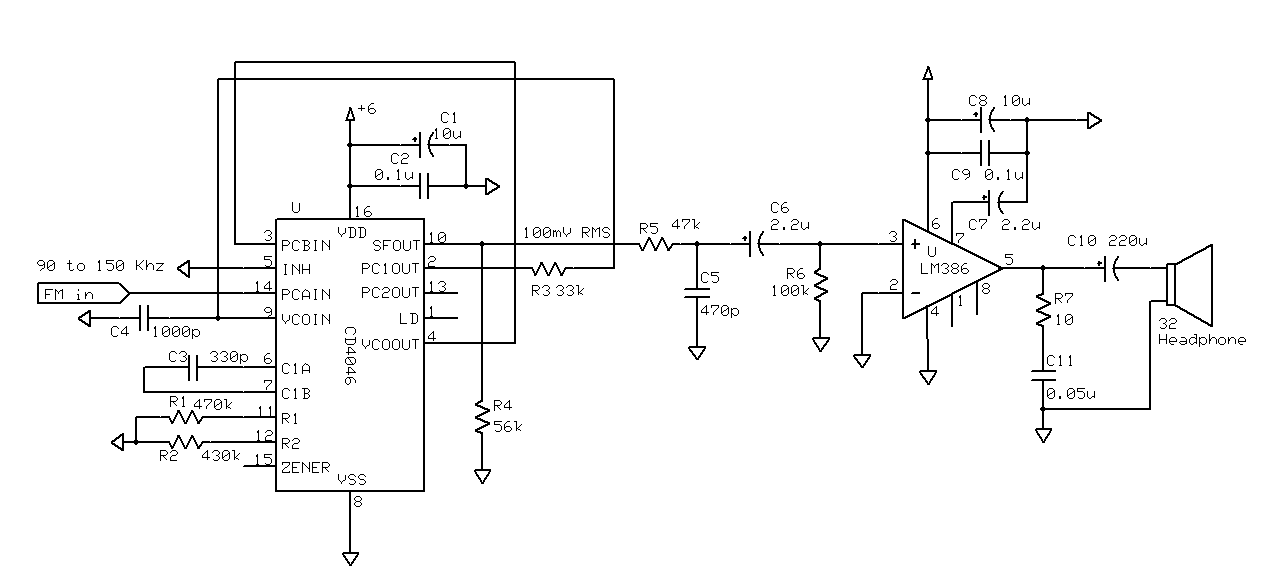 +6
C1
10u
C2
0.1u
U
16
VDD
3
PCBIN
SFOUT
10
100mV RMS
90 to 150 Khz
5
INH
PC1OUT
2
R3 33k
FM in
14
PCAIN
PC2OUT
13
C4
1000p
9
VCOIN
LD
1
CD4046
VCOOUT
4
C3
330p
6
C1A
7
C1B
R1
470k
11
R1
R2
430k
12
R2
15
ZENER
VSS
8
R4
56k
R5
47k
C5
470p
C6
2.2u
R6
100k
C8
10u
C9
0.1u
C7
2.2u
6
7
3
+
U
LM386
2
-
4
1
8
5
C10 220u
R7
10
C11
0.05u
32
Headphone